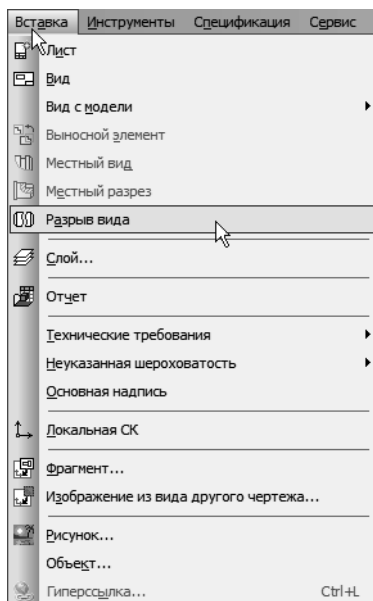 Вставка Инструменты Спецификация Сервис
Лист
Вид
Вид с модели
Выносной элемент
Местный вид
Местный разрез
Разрыв вида
Слой...
Отчет
Технические требования
Неуказанная шероховатость
Основная надпись
Локальная СК
Фрагмент...
Изображение из вида другого чертежа...
Рисунок...
Объект...
Гиперссылка... Ctrl+L